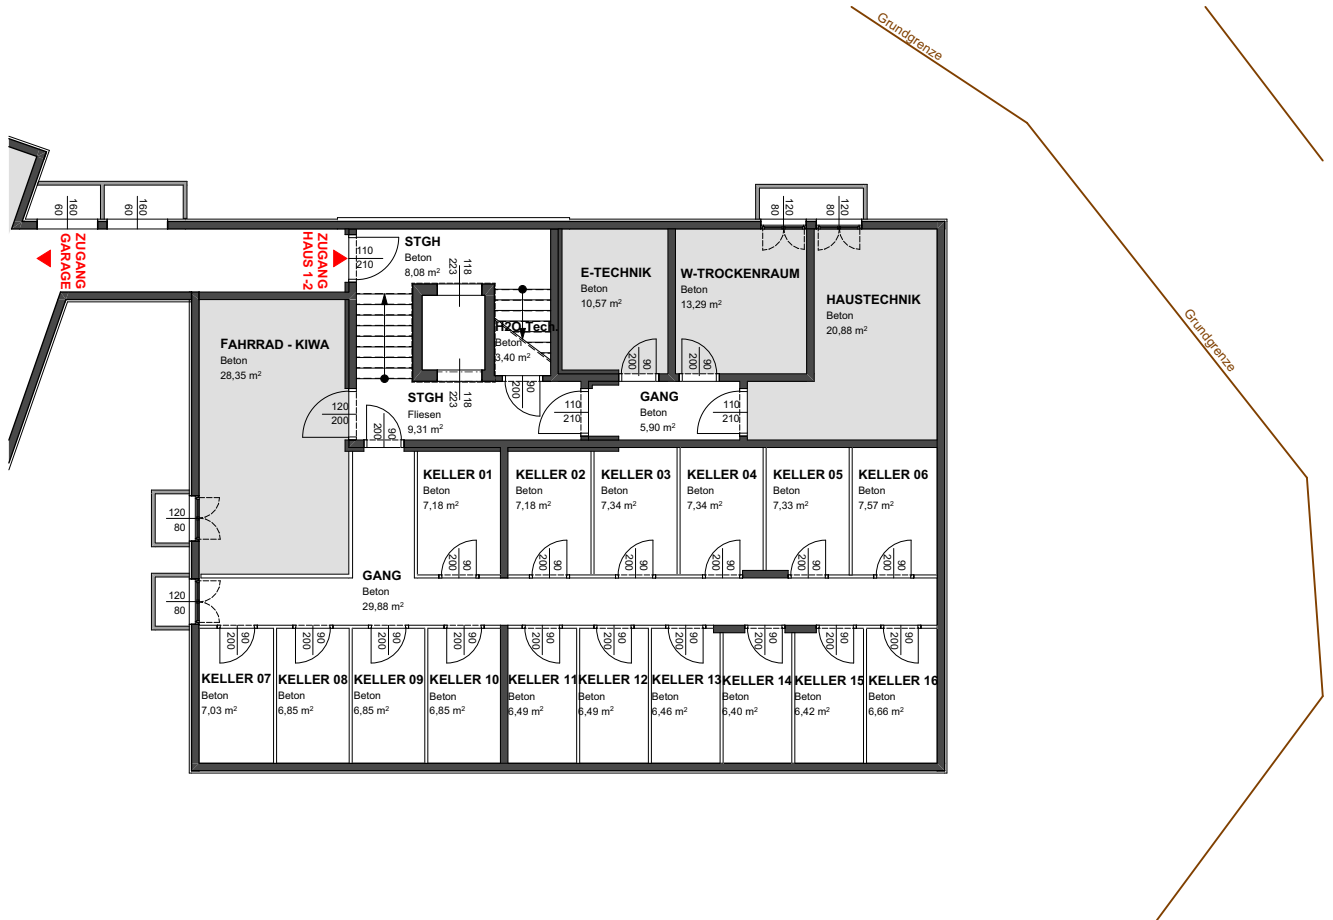 Grundgrenze
160
60
160
60
120
80
120
80
ZUGANG
GARAGE
ZUGANG
HAUS 1-2
110
210
STGH
Beton
8,08 m²
118
223
E-TECHNIK
Beton
10,57 m²
W-TROCKENRAUM
Beton
13,29 m²
HAUSTECHNIK
Beton
20,88 m²
Grundgrenze
FAHRRAD - KIWA
Beton
28,35 m²
H2O Tech.
Beton
3,40 m²
90
200
90
200
118
223
90
200
STGH
Fliesen
9,31 m²
120
200
90
200
110
210
GANG
Beton
5,90 m²
110
210
KELLER 01
Beton
7,18 m²
KELLER 02
Beton
7,18 m²
KELLER 03
Beton
7,34 m²
KELLER 04
Beton
7,34 m²
KELLER 05
Beton
7,33 m²
KELLER 06
Beton
7,57 m²
120
80
90
200
90
200
90
200
90
200
90
200
90
200
GANG
Beton
29,88 m²
120
80
90
200
90
200
90
200
90
200
90
200
90
200
90
200
90
200
90
200
90
200
KELLER 07
Beton
7,03 m²
KELLER 08
Beton
6,85 m²
KELLER 09
Beton
6,85 m²
KELLER 10
Beton
6,85 m²
KELLER 11
Beton
6,49 m²
KELLER 12
Beton
6,49 m²
KELLER 13
Beton
6,46 m²
KELLER 14
Beton
6,40 m²
KELLER 15
Beton
6,42 m²
KELLER 16
Beton
6,66 m²